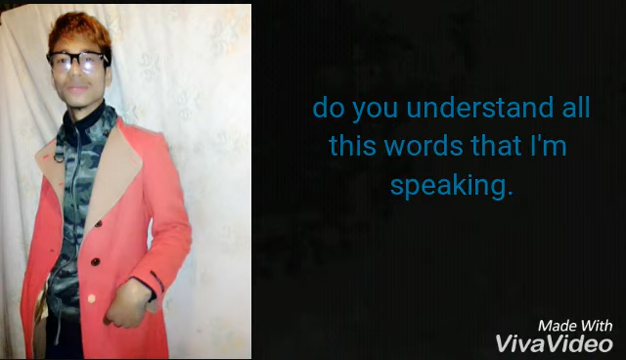 do you understand all
this words that I'm
speaking.
Made With
VivaVideo